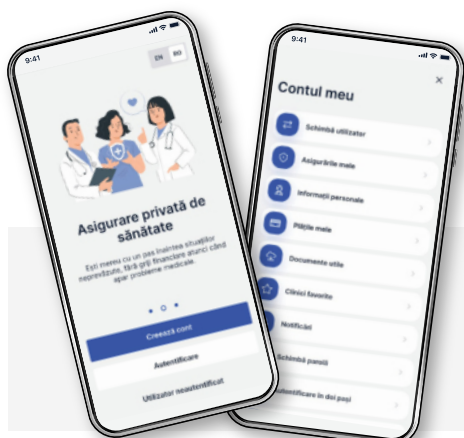 9:41
EN RO
Asigurare privată de
sănătate
Ești mereu cu un pas înaintea situațiilor
neprevăzute, fără griji financiare atunci când
apar probleme medicale.
Creează cont
Autentificare
Utilizator neautentificat
9:41
Contul meu
Schimbă utilizator
Asigurările mele
Informații personale
Plățile mele
Documente utile
Clinici favorite
Notificări
Schimbă parolă
Autentificare în doi pași